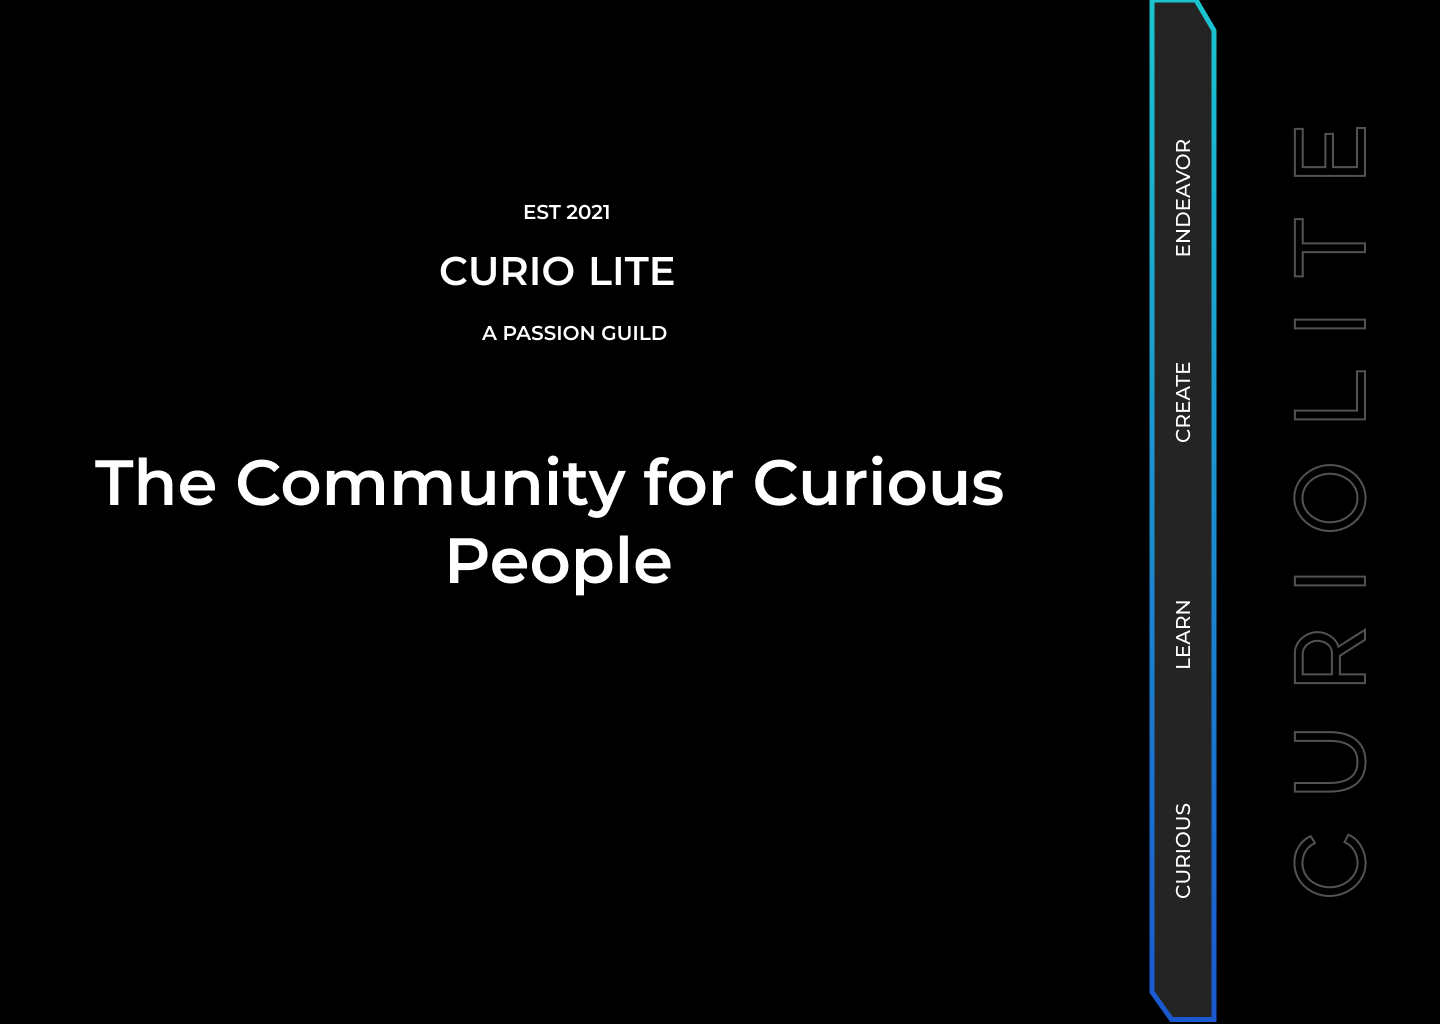 EST 2021
CURIO LITE
A PASSION GUILD
The Community for Curious
People
ENDEAVOR
CREATE
LEARN
CURIOUS
CURIOLITE